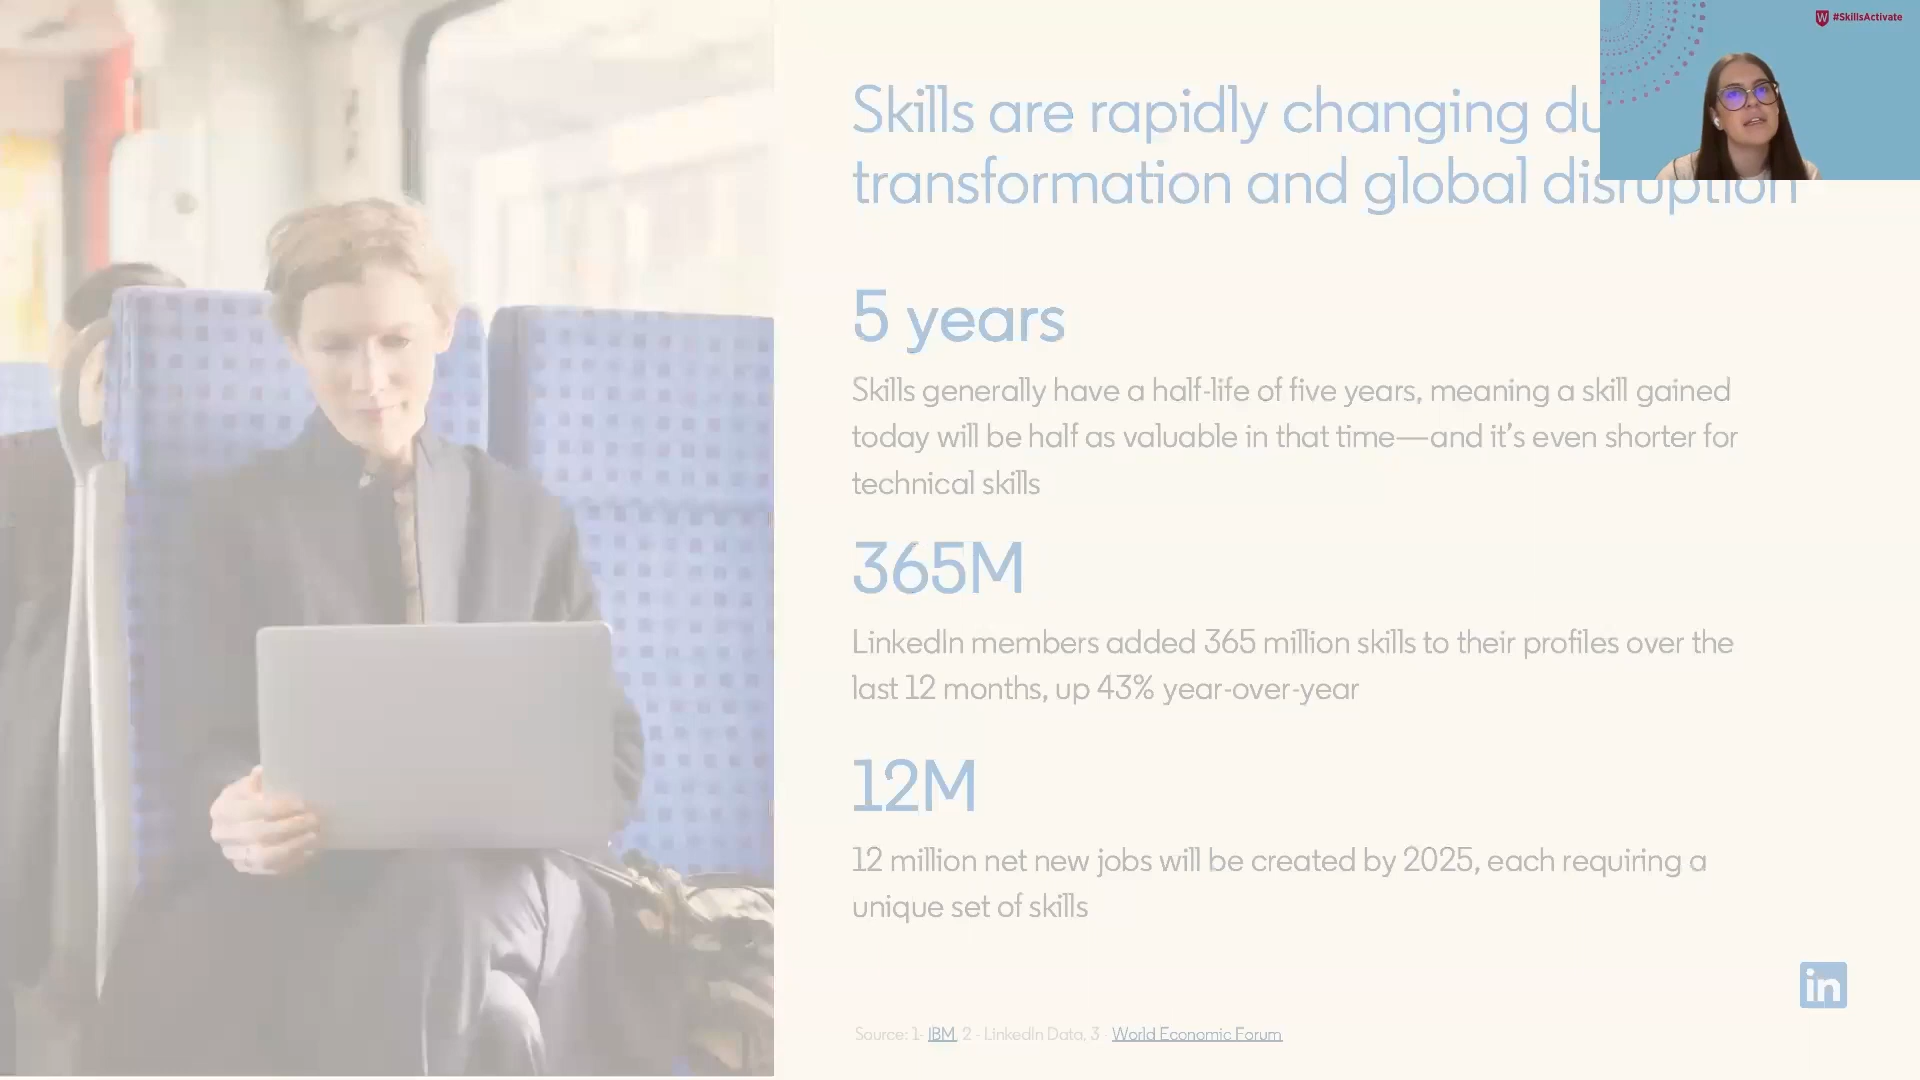 #SkillsActivate
Skills are rapidly changing
transformation and global disruption
5 years
Skills generally have a half-life of five years, meaning a skill gained
today will be half as valuable in that time—and it's even shorter for
technical skills
365M
LinkedIn members added 365 million skills to their profiles over the
last 12 months, up 43% year-over-year
12M
12 million net new jobs will be created by 2025, each requiring a
unique set of skills
in
Source: 1- IBM, 2 - LinkedIn Data, 3 - World Economic Forum